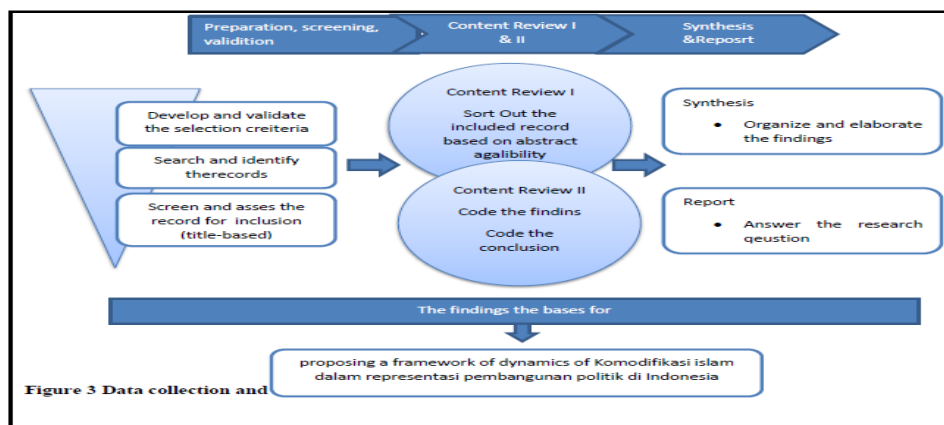 Preparation, screening,
validition
Content Review I
& II
Synthesis
&Reposrt
Develop and validate
the selection creiteria
Search and identify
therecords
Screen and asses the
record for inclusion
(title-based)
Content Review I
Sort Out the
included record
based on abstract
agalibility
Content Review II
Code the findins
Code the
conclusion
Synthesis
• Organize and elaborate
the findings
Report
• Answer the research
qeustion
The findings the bases for
proposing a framework of dynamics of Komodifikasi islam
dalam representasi pembangunan politik di Indonesia
Figure 3 Data collection and